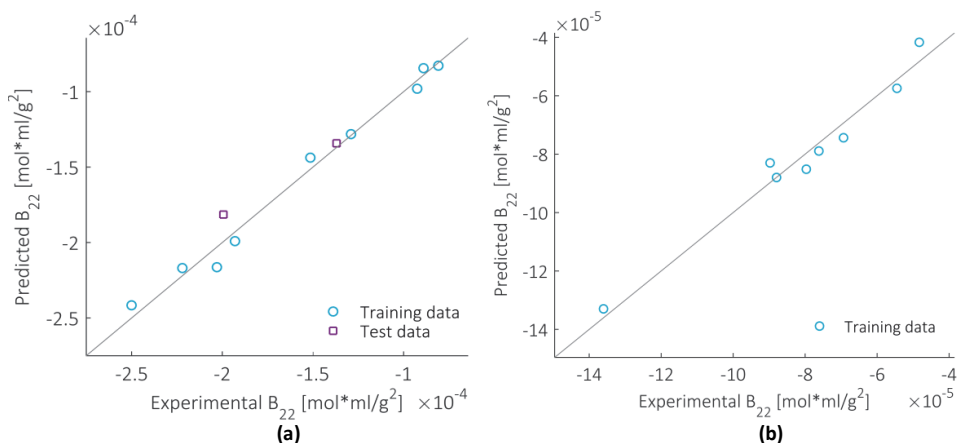 ×10⁻⁴
-1
-1.5
-2
-2.5
Predicted B₂₂ [mol*ml/g²]
Training data
Test data
-2.5 -2 -1.5 -1
Experimental B₂₂ [mol*ml/g²] ×10⁻⁴
(a)
×10⁻⁵
-4
-6
-8
-10
-12
-14
Predicted B₂₂ [mol*ml/g²]
Training data
-14 -12 -10 -8 -6 -4
Experimental B₂₂ [mol*ml/g²] ×10⁻⁵
(b)